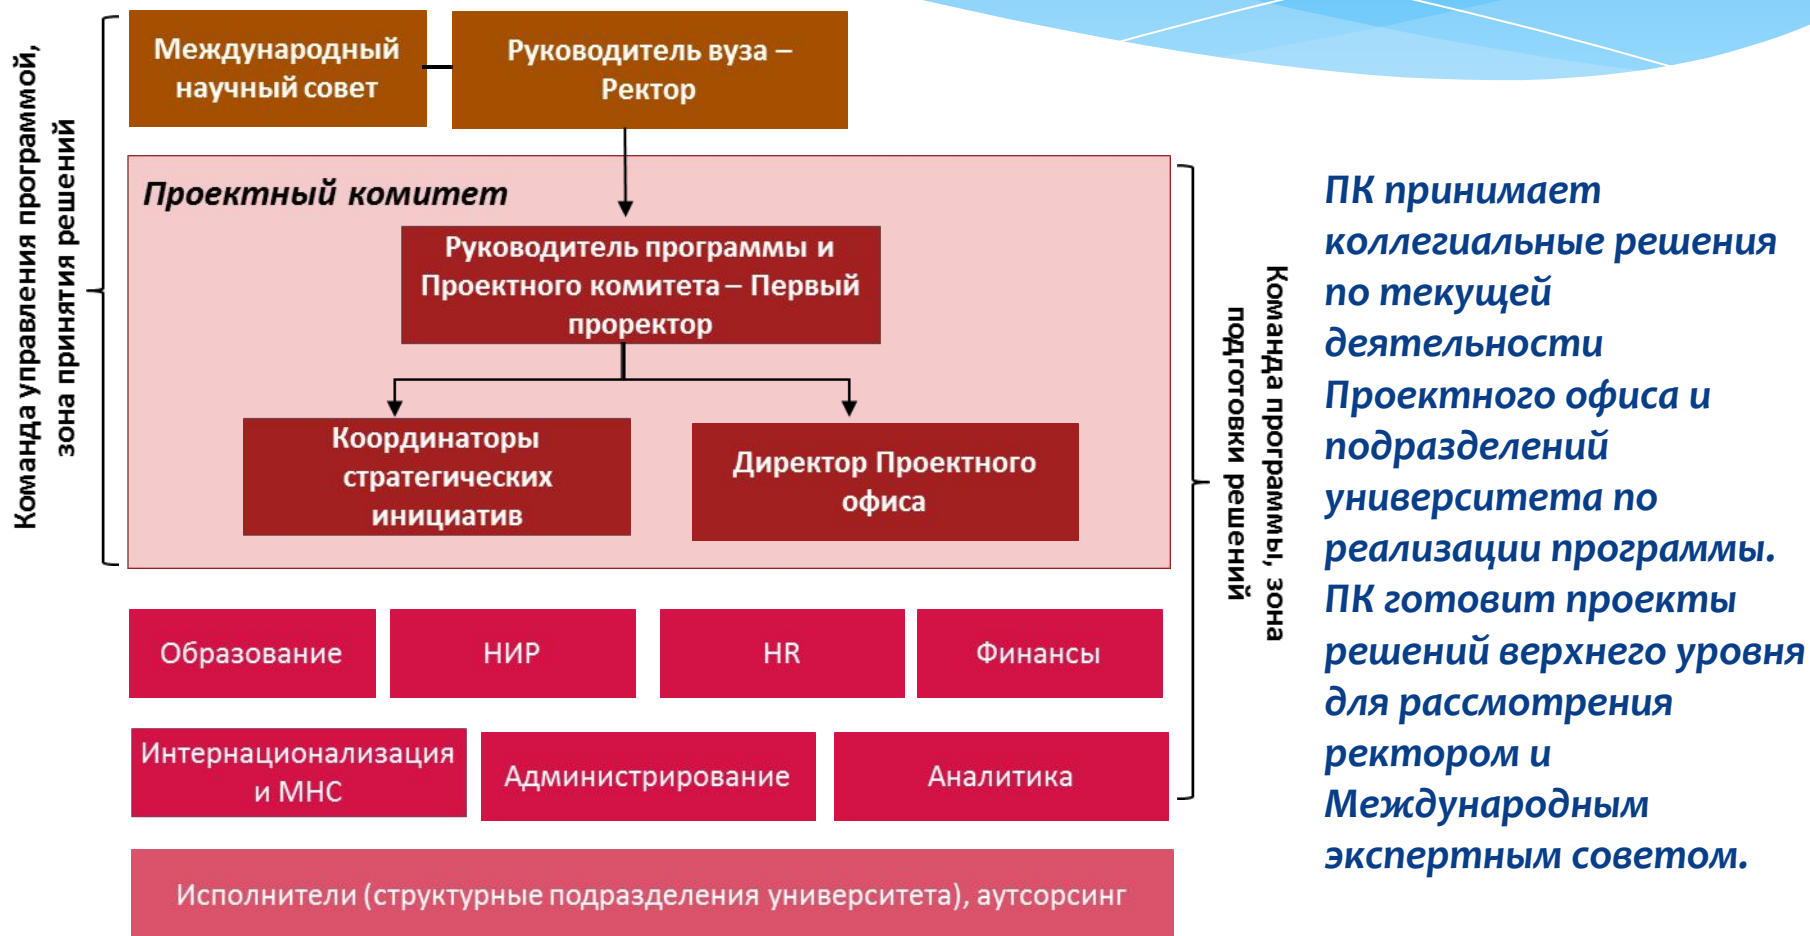 Команда управления программой,
зона принятия решений
Международный
научный совет
Руководитель вуза –
Ректор
Проектный комитет
Руководитель программы и
Проектного комитета – Первый
проректор
Координаторы
стратегических
инициатив
Директор Проектного
офиса
Образование
НИР
HR
Финансы
Интернационализация
и МНС
Администрирование
Аналитика
Исполнители (структурные подразделения университета), аутсорсинг
Команда программы, зона
подготовки решений
ПК принимает
коллегиальные решения
по текущей
деятельности
Проектного офиса и
подразделений
университета по
реализации программы.
ПК готовит проекты
решений верхнего уровня
для рассмотрения
ректором и
Международным
экспертным советом.